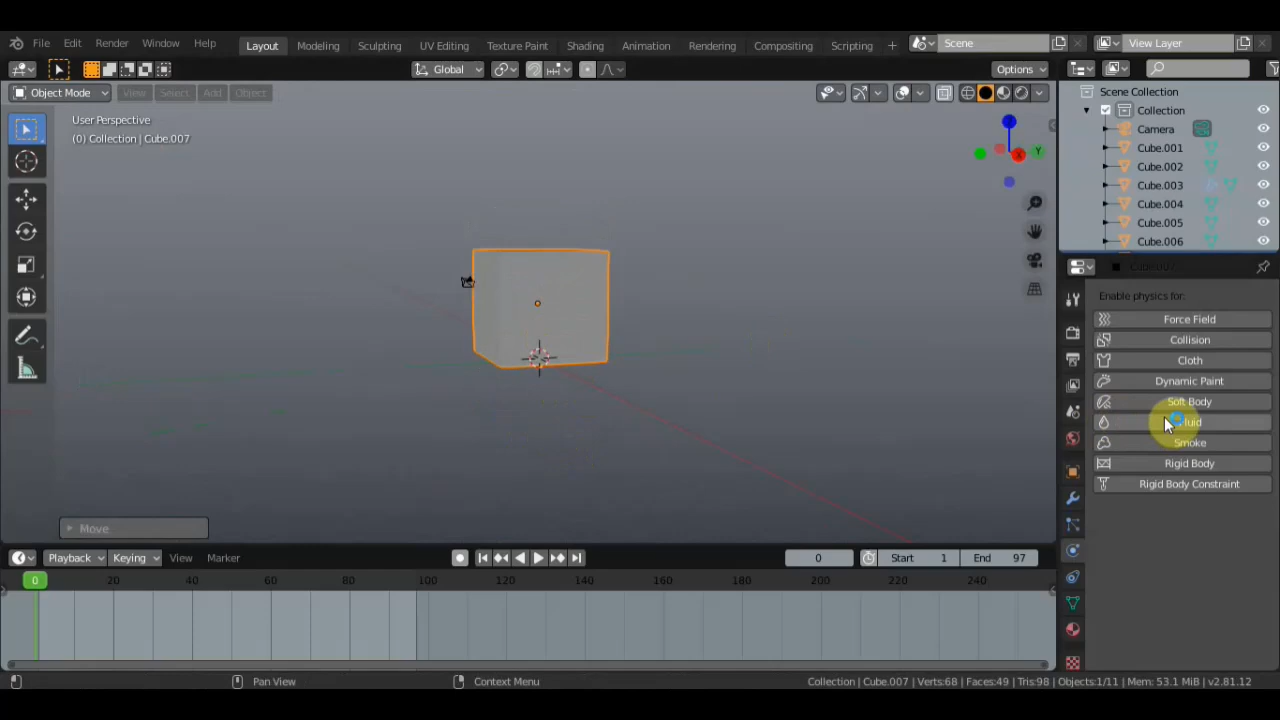 File Edit Render Window Help Layout Modeling Sculpting UV Editing Texture Paint Shading Animation Rendering Compositing Scripting + Scene View Layer
Global Options
Object Mode View Select Add Object
User Perspective
(0) Collection | Cube.007
X Y
Scene Collection
Collection
Camera
Cube.001
Cube.002
Cube.003
Cube.004
Cube.005
Cube.006
Enable physics for:
Force Field
Collision
Cloth
Dynamic Paint
Soft Body
Fluid
Smoke
Rigid Body
Rigid Body Constraint
Move
Playback Keying View Marker 0 Start 1 End 97
0 20 40 60 80 100 120 140 160 180 200 220 240
Pan View Context Menu Collection | Cube.007 | Verts:68 | Faces:49 | Tris:98 | Objects:1/11 | Mem: 53.1 MiB | v2.81.12